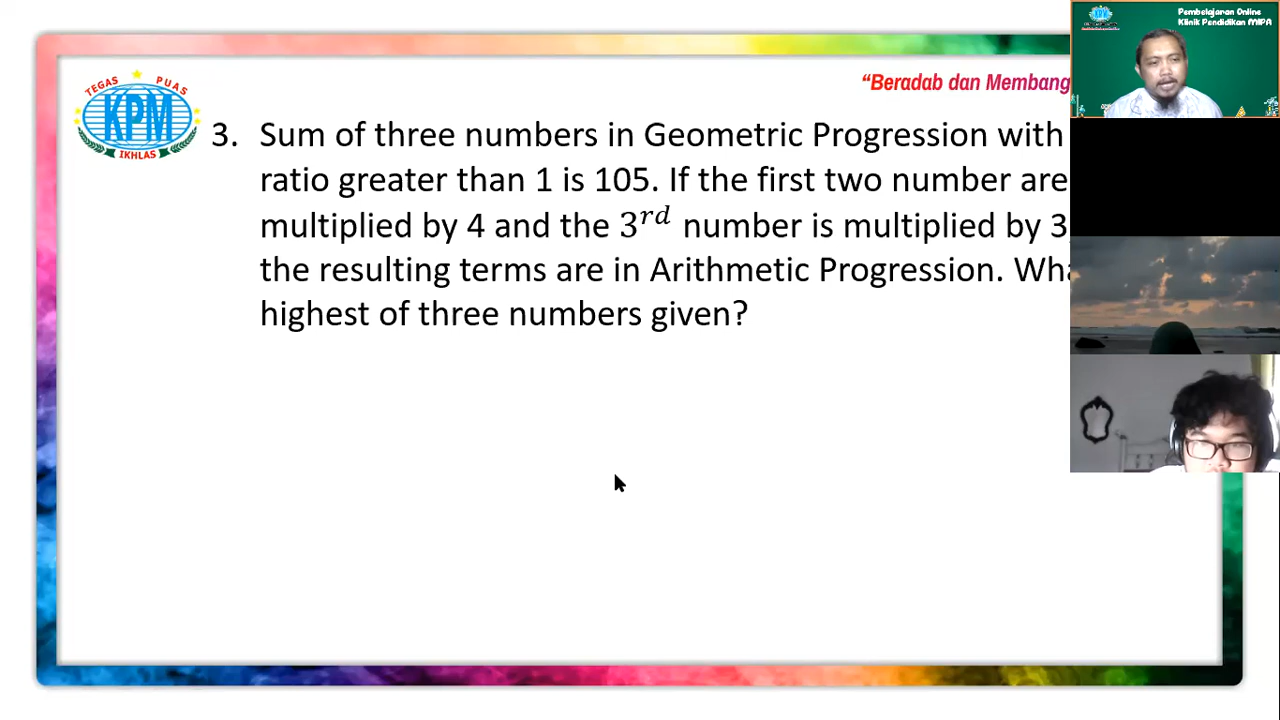 Pembelajaran Online
Klinik Pendidikan MIPA
TEGAS PUAS
KPM
IKHLAS
“Beradab dan Membang
3. Sum of three numbers in Geometric Progression with
ratio greater than 1 is 105. If the first two number are
multiplied by 4 and the 3rd number is multiplied by 3,
the resulting terms are in Arithmetic Progression. Wha
highest of three numbers given?